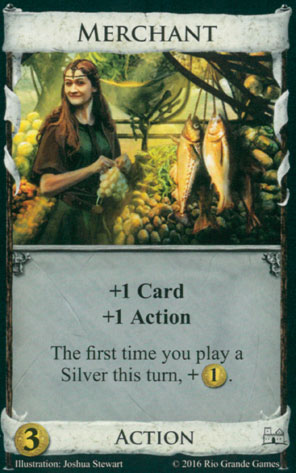 MERCHANT
+1 Card
+1 Action
The first time you play a
Silver this turn, + 1.
3
ACTION
Illustration: Joshua Stewart
© 2016 Rio Grande Games